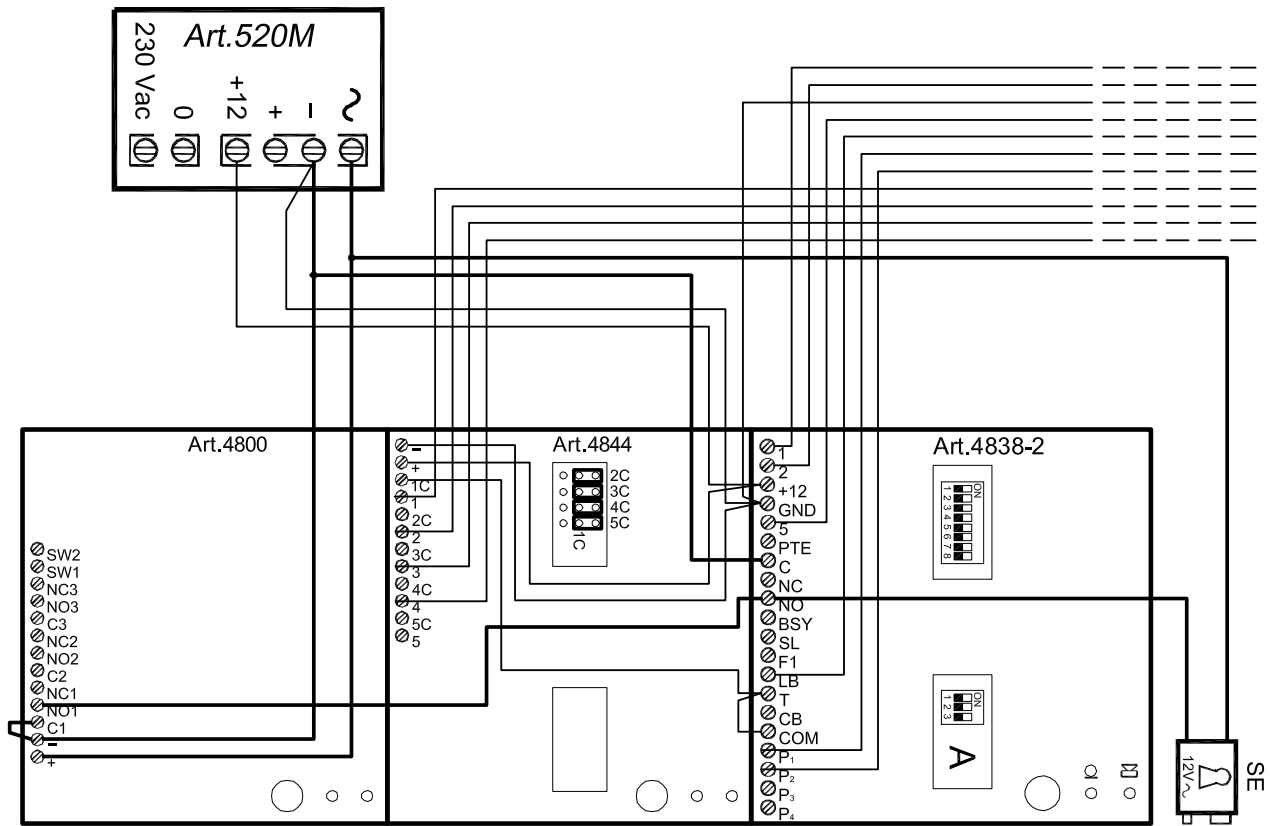 Art.520M
230 Vac
0
+12
+
-
~
Art.4800
SW2
SW1
NC3
NO3
C3
NC2
NO2
C2
NC1
NO1
C1
-
+
Art.4844
-
+
1C
1
2C
2
3C
3
4C
4
5C
5
2C
3C
4C
5C
1C
Art.4838-2
1
2
+12
GND
5
PTE
C
NC
NO
BSY
SL
F1
LB
T
CB
COM
P1
P2
P3
P4
ON
1 2 3 4 5 6 7 8
ON
1 2 3
A
12V~
SE